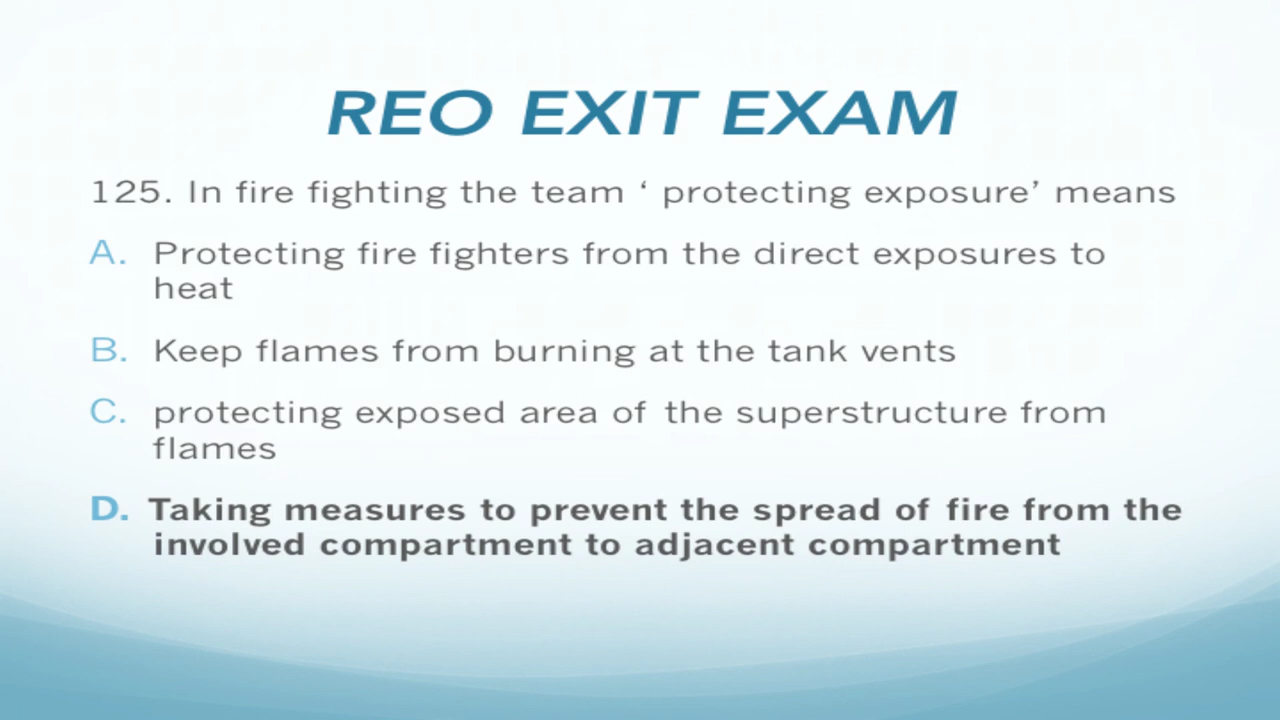 REO EXIT EXAM
125. In fire fighting the team ‘ protecting exposure’ means
A. Protecting fire fighters from the direct exposures to
heat
B. Keep flames from burning at the tank vents
C. protecting exposed area of the superstructure from
flames
D. Taking measures to prevent the spread of fire from the
involved compartment to adjacent compartment